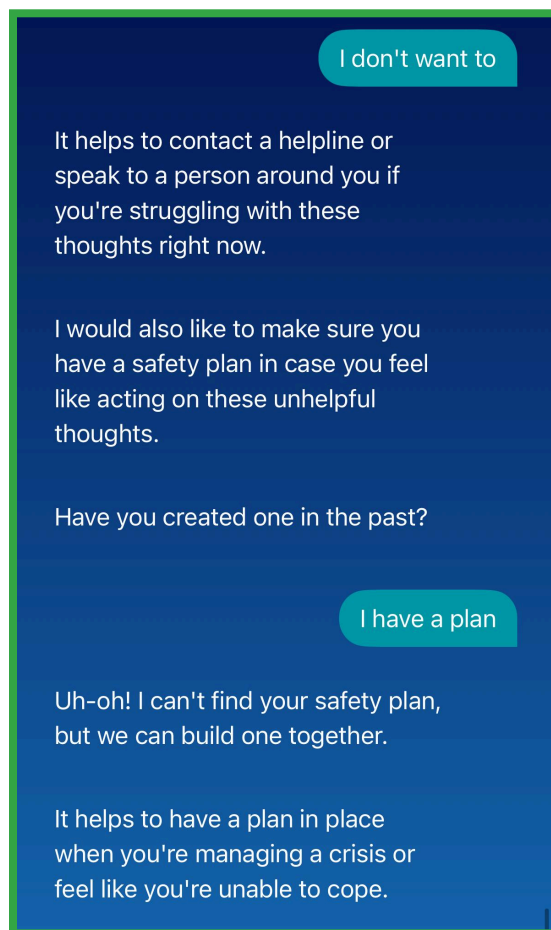 I don't want to
It helps to contact a helpline or
speak to a person around you if
you're struggling with these
thoughts right now.
I would also like to make sure you
have a safety plan in case you feel
like acting on these unhelpful
thoughts.
Have you created one in the past?
I have a plan
Uh-oh! I can't find your safety plan,
but we can build one together.
It helps to have a plan in place
when you're managing a crisis or
feel like you're unable to cope.